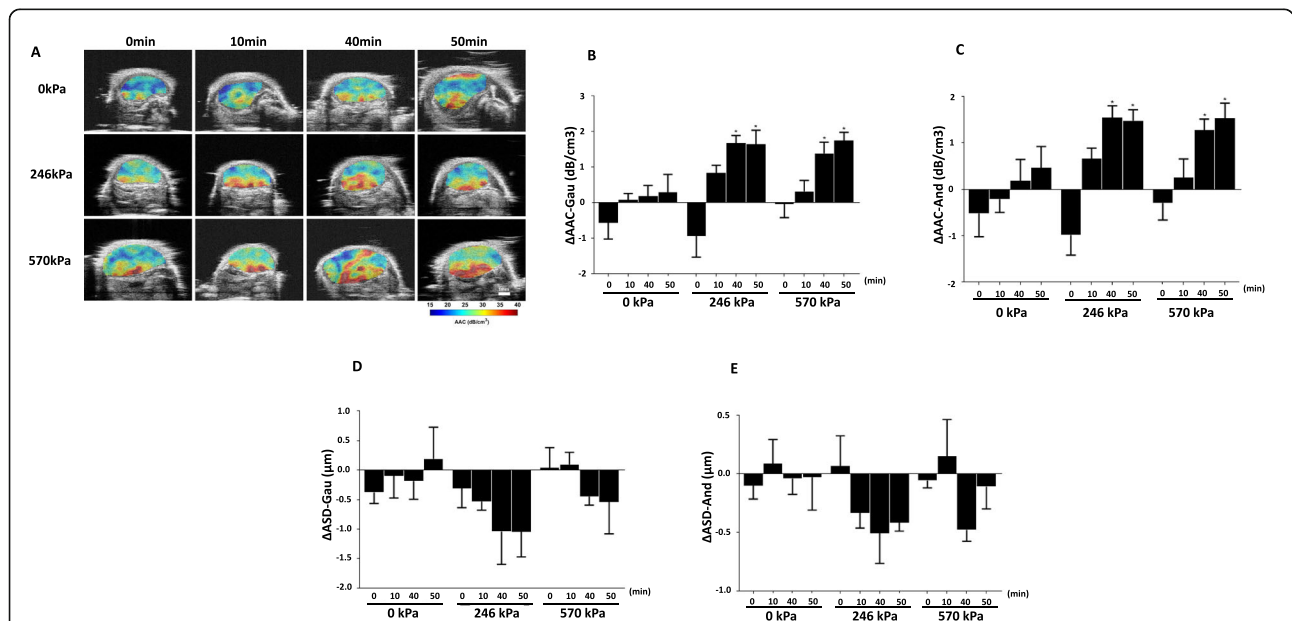 A
0min 10min 40min 50min
0kPa
246kPa
570kPa
15 20 25 30 35 40
AAC (dB/cm³)
B
ΔAAC-Gau (dB/cm3)
3
2
1
0
-1
-2
* * * *
0 10 40 50 0 10 40 50 0 10 40 50 (min)
0 kPa 246 kPa 570 kPa
C
ΔAAC-And (dB/cm3)
2
1
0
-1
-2
* * * *
0 10 40 50 0 10 40 50 0 10 40 50 (min)
0 kPa 246 kPa 570 kPa
D
ΔASD-Gau (μm)
1.0
0.5
0.0
-0.5
-1.0
-1.5
-2.0
0 10 40 50 0 10 40 50 0 10 40 50 (min)
0 kPa 246 kPa 570 kPa
E
ΔASD-And (μm)
0.5
0.0
-0.5
-1.0
0 10 40 50 0 10 40 50 0 10 40 50 (min)
0 kPa 246 kPa 570 kPa